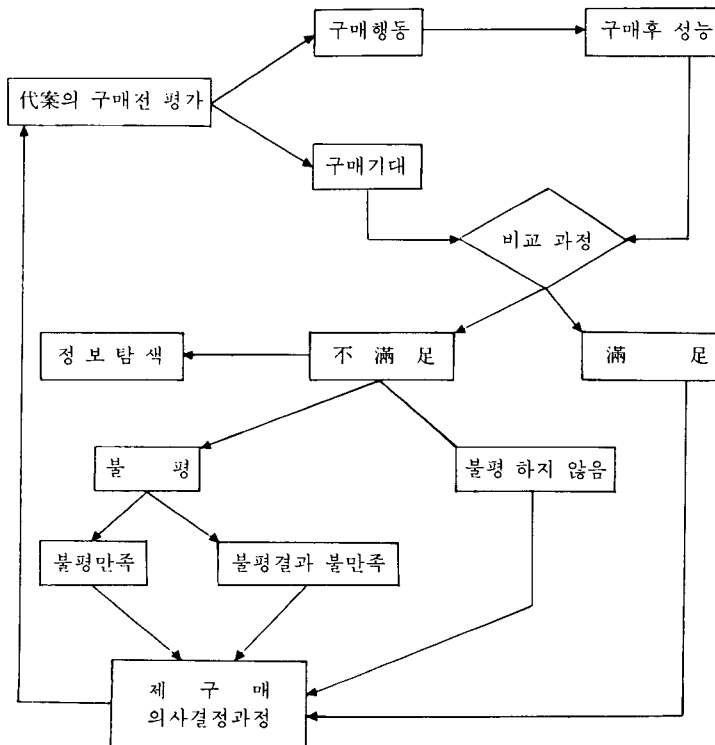 구매행동
구매후 성능
代案의 구매전 평가
구매기대
비교 과정
정보탐색
不滿足
滿足
불평
불평 하지 않음
불평만족
불평결과 불만족
제구매
의사결정과정